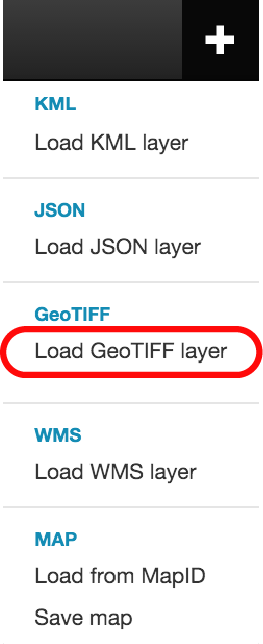 KML
Load KML layer
JSON
Load JSON layer
GeoTIFF
Load GeoTIFF layer
WMS
Load WMS layer
MAP
Load from MapID
Save map